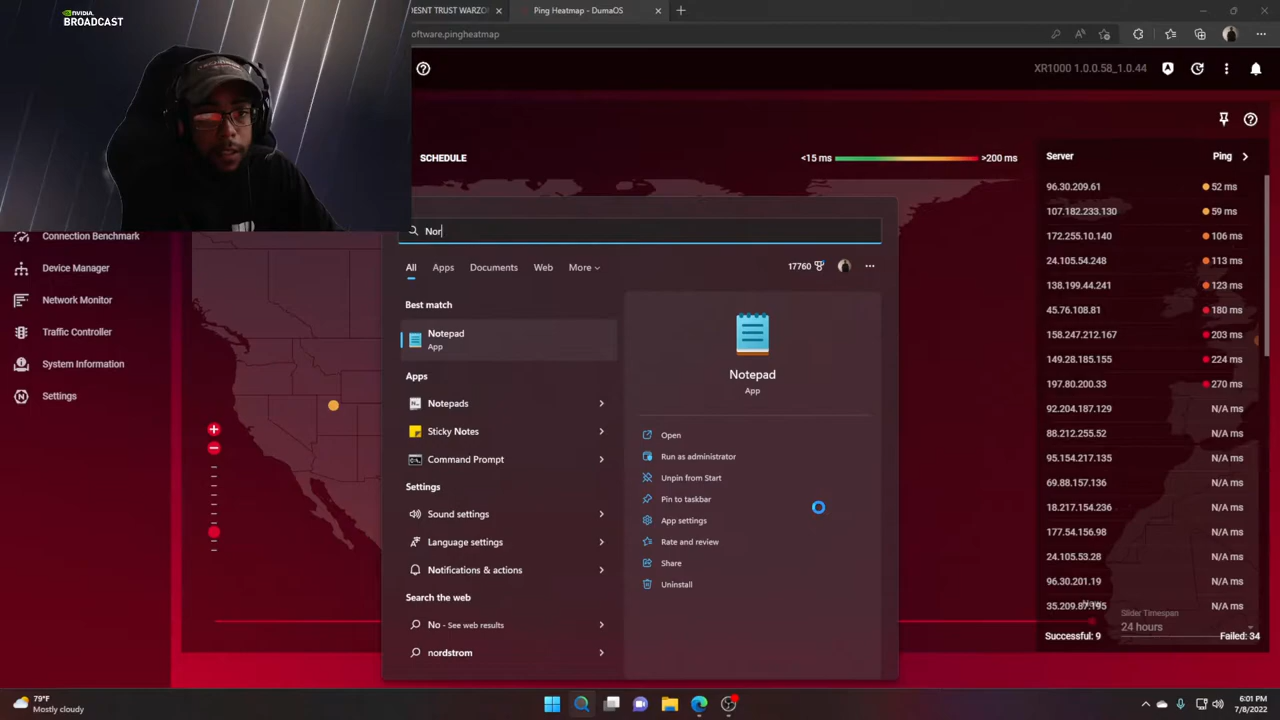 NVIDIA
BROADCAST
DESNT TRUST WARZO
Ping Heatmap - DumaOS
oftware.pingheatmap
XR1000 1.0.0.58_1.0.44
SCHEDULE
<15 ms
>200 ms
Server
Ping
96.30.209.61
52 ms
107.182.233.130
59 ms
172.255.10.140
106 ms
24.105.54.248
113 ms
138.199.44.241
123 ms
45.76.108.81
180 ms
158.247.212.167
203 ms
149.28.185.155
224 ms
197.80.200.33
270 ms
92.204.187.129
N/A ms
88.212.255.52
N/A ms
95.154.217.135
N/A ms
69.88.157.136
N/A ms
18.217.154.236
N/A ms
177.54.156.98
N/A ms
24.105.53.28
N/A ms
96.30.201.19
N/A ms
35.209.87.195
N/A ms
Now
Slider Timespan
24 hours
Successful: 9
Failed: 34
Connection Benchmark
Device Manager
Network Monitor
Traffic Controller
System Information
Settings
Nor
All
Apps
Documents
Web
More
17760
Best match
Notepad
App
Apps
Notepads
Sticky Notes
Command Prompt
Settings
Sound settings
Language settings
Notifications & actions
Search the web
No - See web results
nordstrom
Notepad
App
Open
Run as administrator
Unpin from Start
Pin to taskbar
App settings
Rate and review
Share
Uninstall
79°F
Mostly cloudy
6:01 PM
7/8/2022